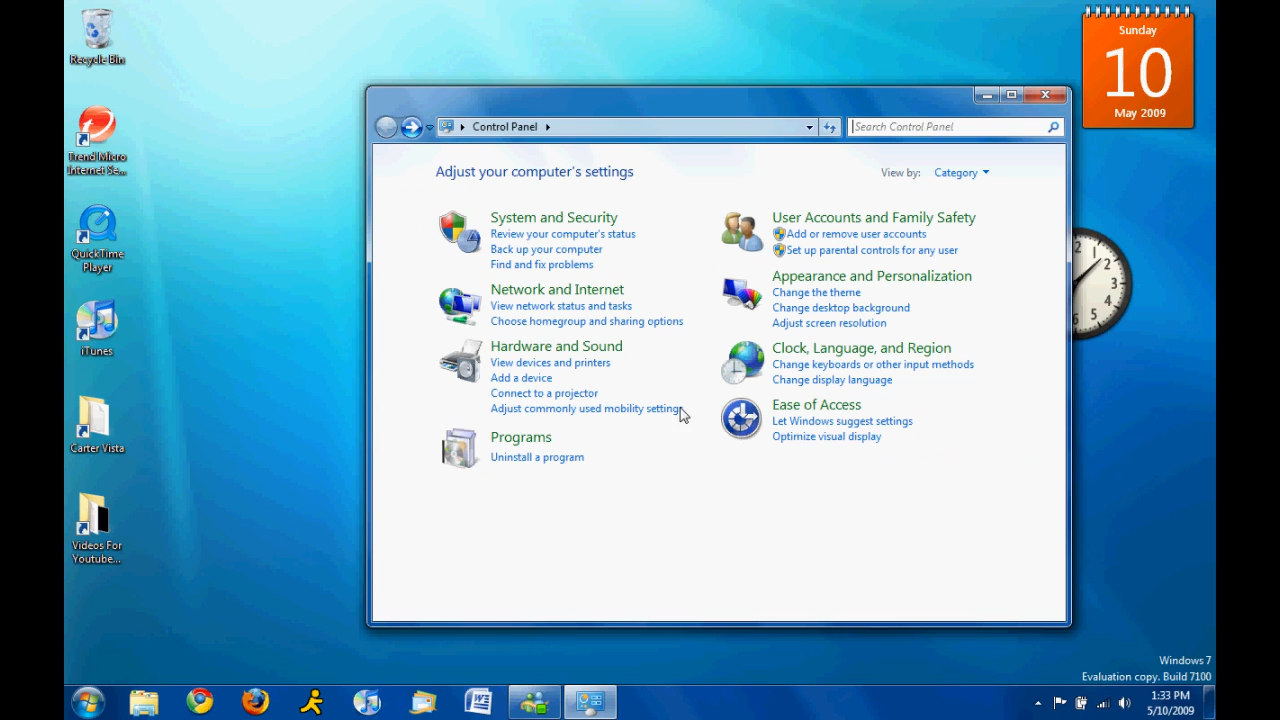 Recycle Bin
Trend Micro
Internet Se...
QuickTime
Player
iTunes
Carter Vista
Videos For
Youtube...
Sunday
10
May 2009
Control Panel
Search Control Panel
Adjust your computer's settings
View by: Category
System and Security
Review your computer's status
Back up your computer
Find and fix problems
Network and Internet
View network status and tasks
Choose homegroup and sharing options
Hardware and Sound
View devices and printers
Add a device
Connect to a projector
Adjust commonly used mobility settings
Programs
Uninstall a program
User Accounts and Family Safety
Add or remove user accounts
Set up parental controls for any user
Appearance and Personalization
Change the theme
Change desktop background
Adjust screen resolution
Clock, Language, and Region
Change keyboards or other input methods
Change display language
Ease of Access
Let Windows suggest settings
Optimize visual display
2
1
2
3
4
5
6
Windows 7
Evaluation copy. Build 7100
1:33 PM
5/10/2009